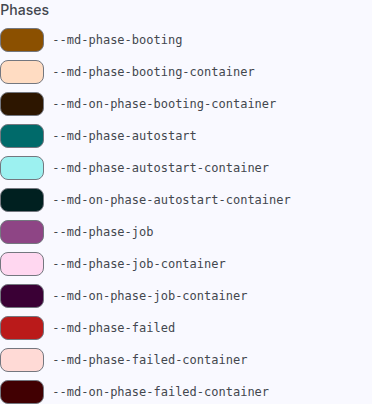 Phases
--md-phase-booting
--md-phase-booting-container
--md-on-phase-booting-container
--md-phase-autostart
--md-phase-autostart-container
--md-on-phase-autostart-container
--md-phase-job
--md-phase-job-container
--md-on-phase-job-container
--md-phase-failed
--md-phase-failed-container
--md-on-phase-failed-container